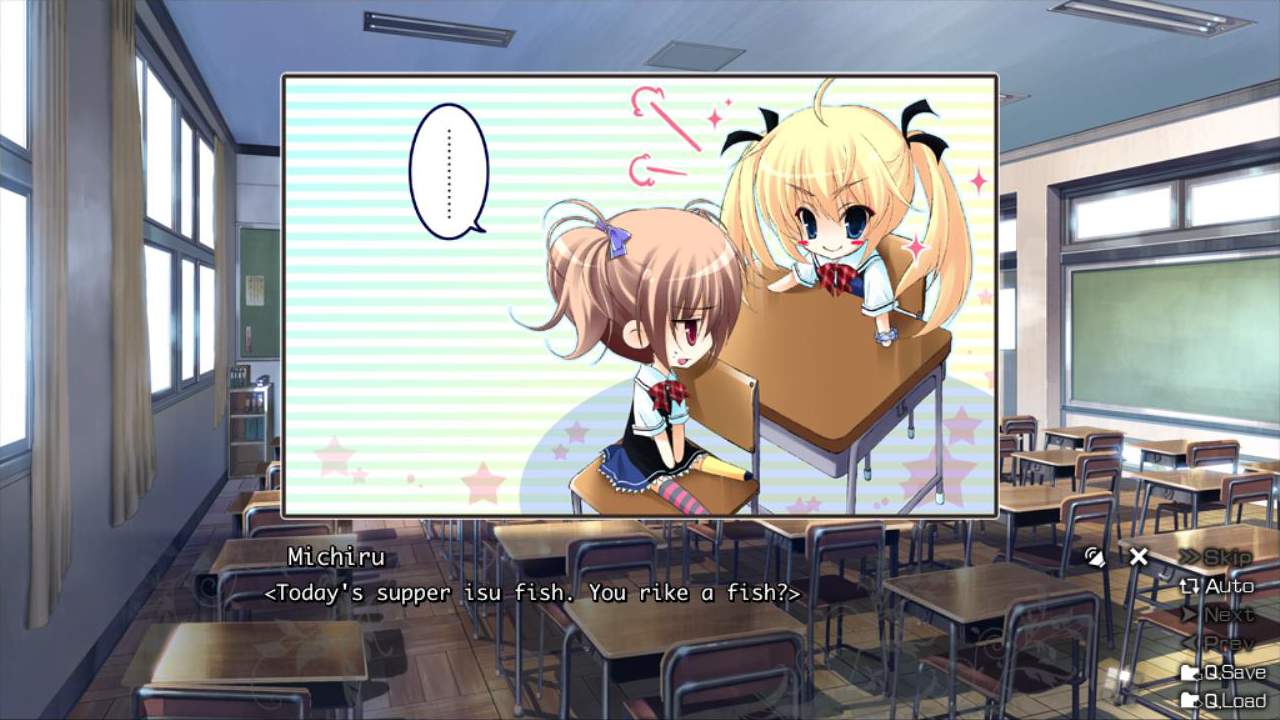 Michiru
<Today's supper isu fish. You rike a fish?>
Skip
Auto
Next
Prev
Q.Save
Q.Load